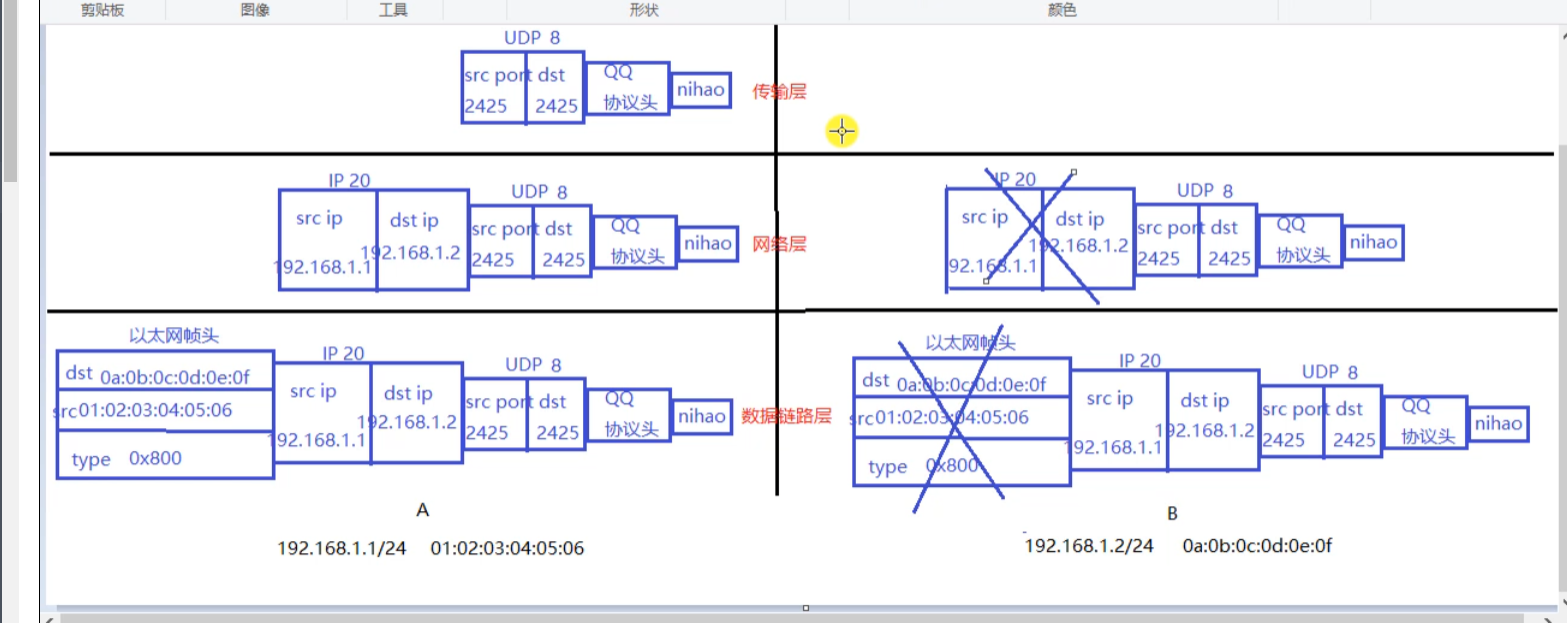 剪贴板 图像 工具 形状 颜色
UDP 8
src port dst QQ
nihao 传输层
2425 2425 协议头
IP 20
UDP 8
src ip dst ip
src port dst QQ
nihao 网络层
192.168.1.1 192.168.1.2
2425 2425 协议头
IP 20
UDP 8
src ip dst ip
src port dst QQ
nihao
92.168.1.1 192.168.1.2
2425 2425 协议头
以太网帧头
IP 20
UDP 8
dst 0a:0b:0c:0d:0e:0f
src ip dst ip
src port dst QQ
src 01:02:03:04:05:06
nihao 数据链路层
192.168.1.1 192.168.1.2
2425 2425 协议头
type 0x800
以太网帧头
IP 20
UDP 8
dst 0a:0b:0c:0d:0e:0f
src ip dst ip
src port dst QQ
src 01:02:03:04:05:06
nihao
192.168.1.1 192.168.1.2
2425 2425 协议头
type 0x800
A
192.168.1.1/24 01:02:03:04:05:06
B
192.168.1.2/24 0a:0b:0c:0d:0e:0f